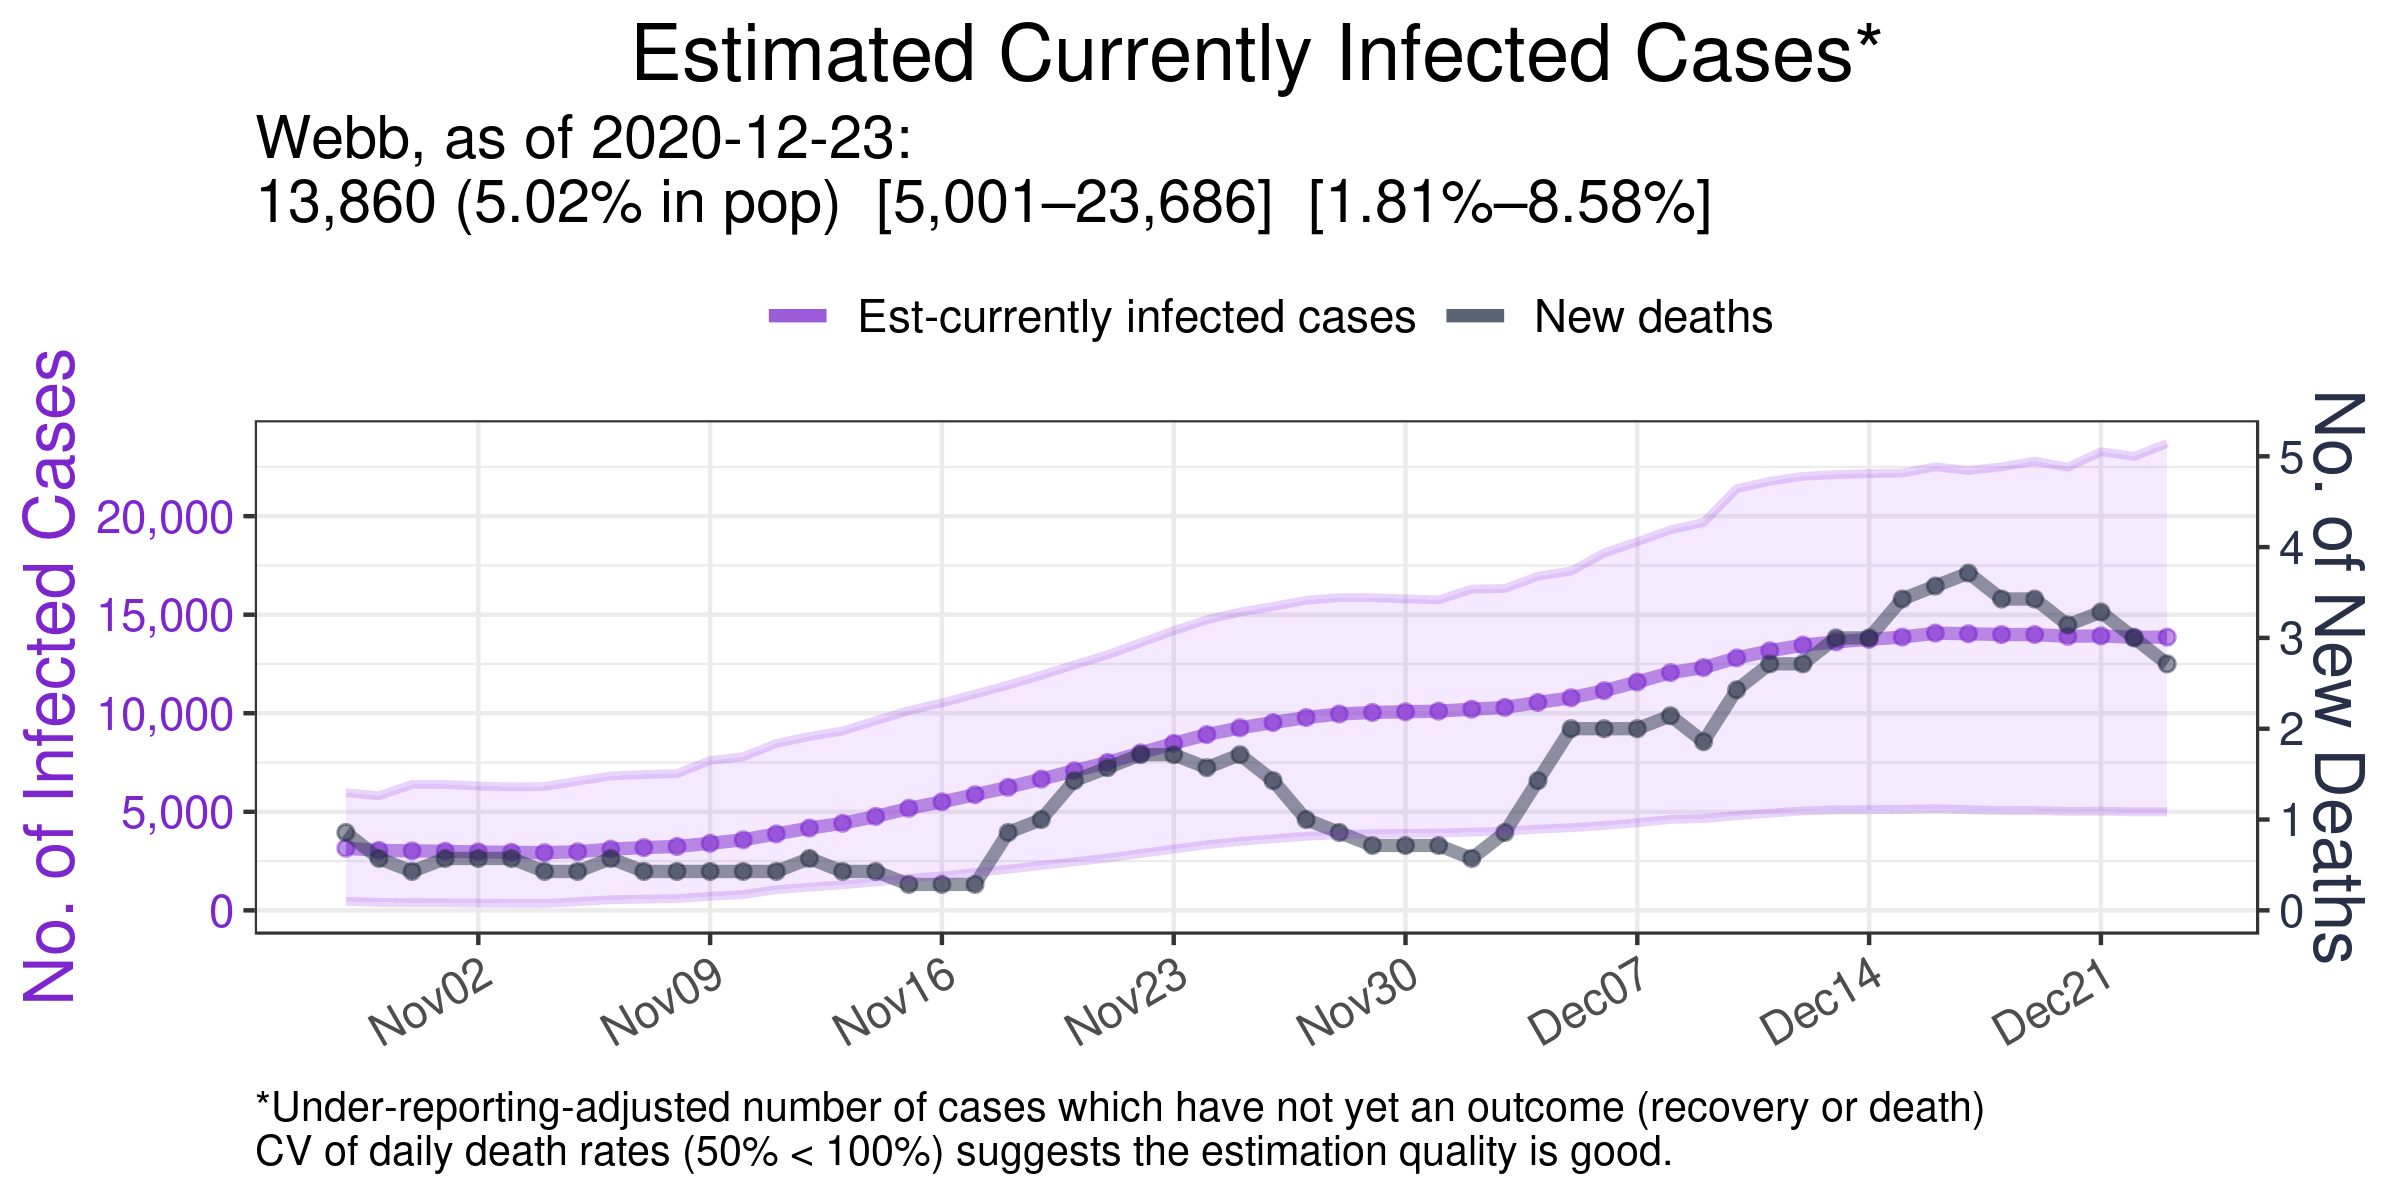 Estimated Currently Infected Cases*
Webb, as of 2020-12-23:
13,860 (5.02% in pop)  [5,001–23,686]  [1.81%–8.58%]
Est-currently infected cases
New deaths
No. of Infected Cases
20,000
15,000
10,000
5,000
0
No. of New Deaths
5
4
3
2
1
0
Nov02
Nov09
Nov16
Nov23
Nov30
Dec07
Dec14
Dec21
*Under-reporting-adjusted number of cases which have not yet an outcome (recovery or death)
CV of daily death rates (50% < 100%) suggests the estimation quality is good.